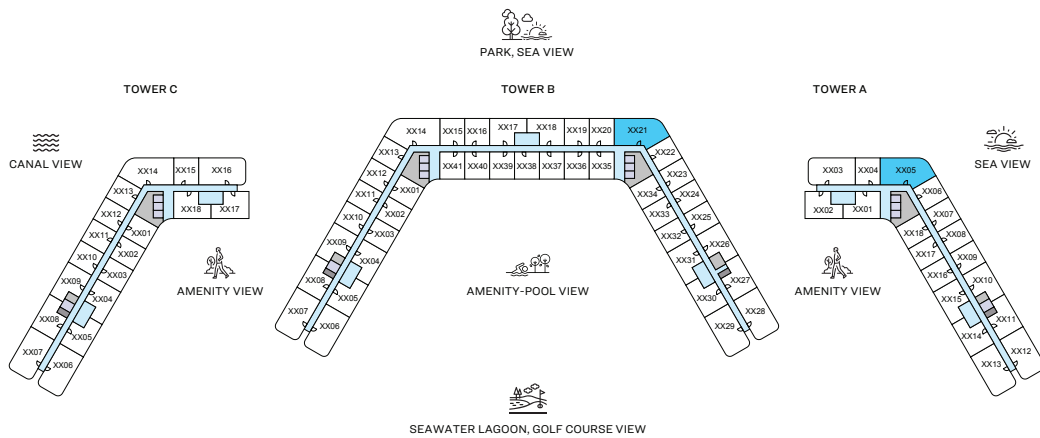 PARK, SEA VIEW
TOWER C
TOWER B
TOWER A
CANAL VIEW
SEA VIEW
XX14
XX15
XX16
XX13
XX12
XX11
XX10
XX09
XX08
XX07
XX18
XX17
XX01
XX02
XX03
XX04
XX05
XX06
AMENITY VIEW
XX14
XX15
XX16
XX17
XX18
XX19
XX20
XX21
XX13
XX12
XX11
XX10
XX09
XX08
XX07
XX41
XX40
XX39
XX38
XX37
XX36
XX35
XX01
XX02
XX03
XX04
XX05
XX06
XX22
XX23
XX24
XX25
XX26
XX27
XX28
XX34
XX33
XX32
XX31
XX30
XX29
AMENITY-POOL VIEW
XX03
XX04
XX05
XX02
XX01
XX06
XX07
XX08
XX09
XX10
XX11
XX12
XX18
XX17
XX16
XX15
XX14
XX13
AMENITY VIEW
SEAWATER LAGOON, GOLF COURSE VIEW